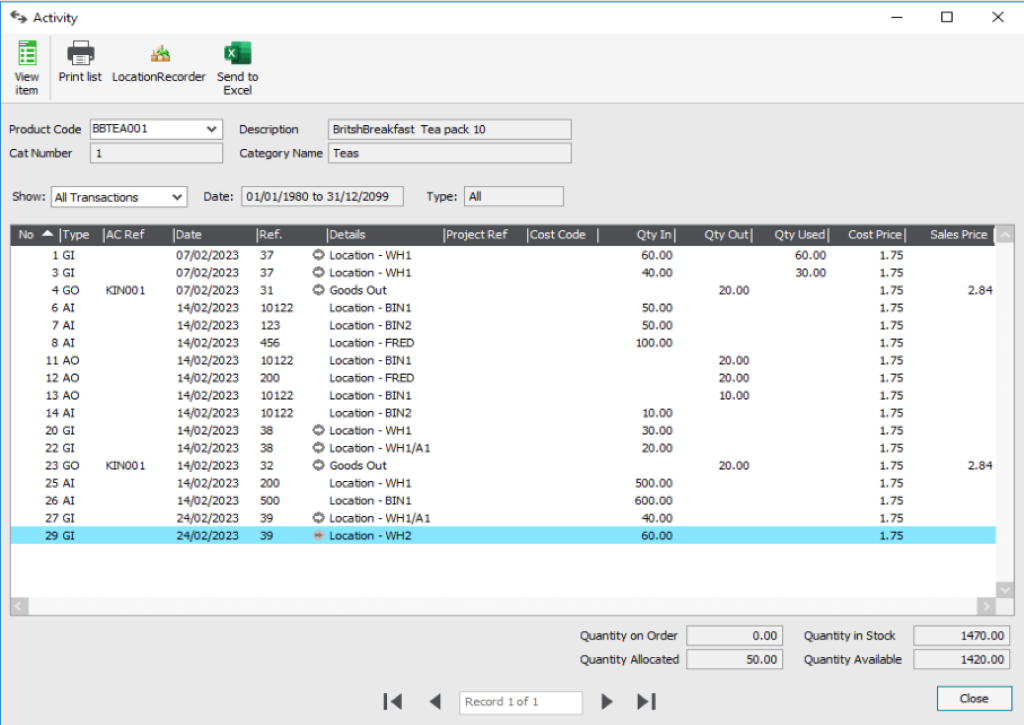 Activity
View item Print list LocationRecorder Send to Excel
Product Code BBTEA001 Description BritshBreakfast Tea pack 10
Cat Number 1 Category Name Teas
Show: All Transactions Date: 01/01/1980 to 31/12/2099 Type: All
No Type AC Ref Date Ref. Details Project Ref Cost Code Qty In Qty Out Qty Used Cost Price Sales Price
1 GI 07/02/2023 37 Location - WH1 60.00 60.00 1.75
3 GI 07/02/2023 37 Location - WH1 40.00 30.00 1.75
4 GO KIN001 07/02/2023 31 Goods Out 20.00 1.75 2.84
6 AI 14/02/2023 10122 Location - BIN1 50.00 1.75
7 AI 14/02/2023 123 Location - BIN2 50.00 1.75
8 AI 14/02/2023 456 Location - FRED 100.00 1.75
11 AO 14/02/2023 10122 Location - BIN1 20.00 1.75
12 AO 14/02/2023 200 Location - FRED 20.00 1.75
13 AO 14/02/2023 10122 Location - BIN1 10.00 1.75
14 AI 14/02/2023 10122 Location - BIN2 10.00 1.75
20 GI 14/02/2023 38 Location - WH1 30.00 1.75
22 GI 14/02/2023 38 Location - WH1/A1 20.00 1.75
23 GO KIN001 14/02/2023 32 Goods Out 20.00 1.75 2.84
25 AI 14/02/2023 200 Location - WH1 500.00 1.75
26 AI 14/02/2023 500 Location - BIN1 600.00 1.75
27 GI 24/02/2023 39 Location - WH1/A1 40.00 1.75
29 GI 24/02/2023 39 Location - WH2 60.00 1.75
Quantity on Order 0.00 Quantity in Stock 1470.00
Quantity Allocated 50.00 Quantity Available 1420.00
Record 1 of 1 Close